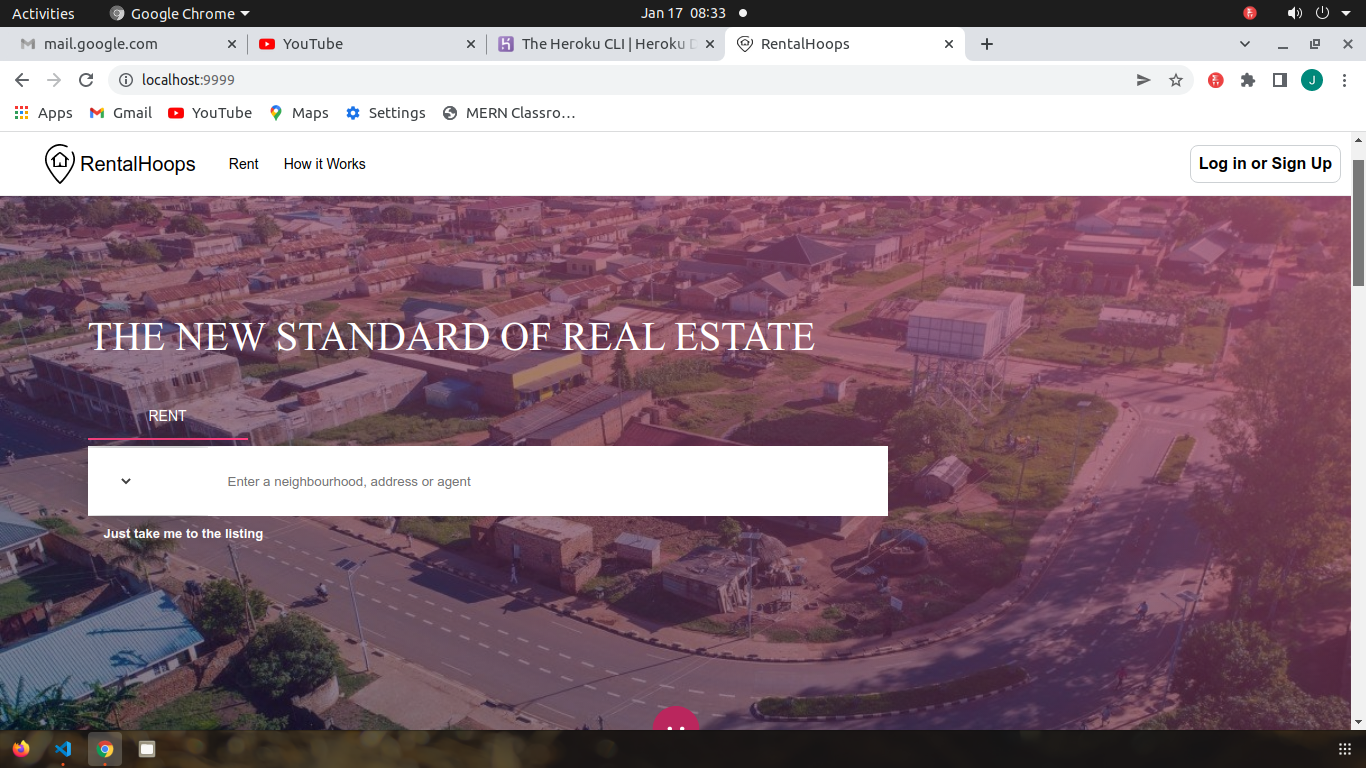 Activities Google Chrome Jan 17 08:33
mail.google.com YouTube The Heroku CLI | Heroku D RentalHoops
localhost:9999 J
Apps Gmail YouTube Maps Settings MERN Classro…
RentalHoops Rent How it Works Log in or Sign Up
THE NEW STANDARD OF REAL ESTATE
RENT
Enter a neighbourhood, address or agent
Just take me to the listing